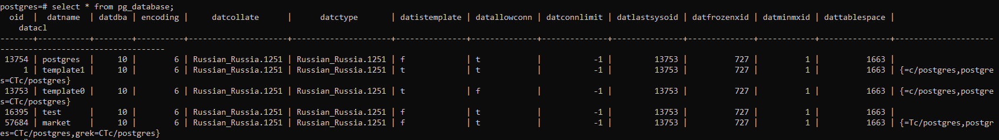 postgres=# select * from pg_database;
  oid  |  datname  | datdba | encoding |     datcollate      |      datctype       | datistemplate | datallowconn | datconnlimit | datlastsysoid | datfrozenxid | datminmxid | dattablespace |
    datacl
-------+-----------+--------+----------+---------------------+---------------------+---------------+--------------+--------------+---------------+--------------+------------+---------------+---------------------
-----------------------------------
 13754 | postgres  |     10 |        6 | Russian_Russia.1251 | Russian_Russia.1251 | f             | t            |           -1 |         13753 |          727 |          1 |          1663 |
     1 | template1 |     10 |        6 | Russian_Russia.1251 | Russian_Russia.1251 | t             | t            |           -1 |         13753 |          727 |          1 |          1663 | {=c/postgres,postgre
s=CTc/postgres}
 13753 | template0 |     10 |        6 | Russian_Russia.1251 | Russian_Russia.1251 | t             | f            |           -1 |         13753 |          727 |          1 |          1663 | {=c/postgres,postgre
s=CTc/postgres}
 16395 | test      |     10 |        6 | Russian_Russia.1251 | Russian_Russia.1251 | f             | t            |           -1 |         13753 |          727 |          1 |          1663 |
 57684 | market    |     10 |        6 | Russian_Russia.1251 | Russian_Russia.1251 | f             | t            |           -1 |         13753 |          727 |          1 |          1663 | {=Tc/postgres,postgr
es=CTc/postgres,grek=CTc/postgres}